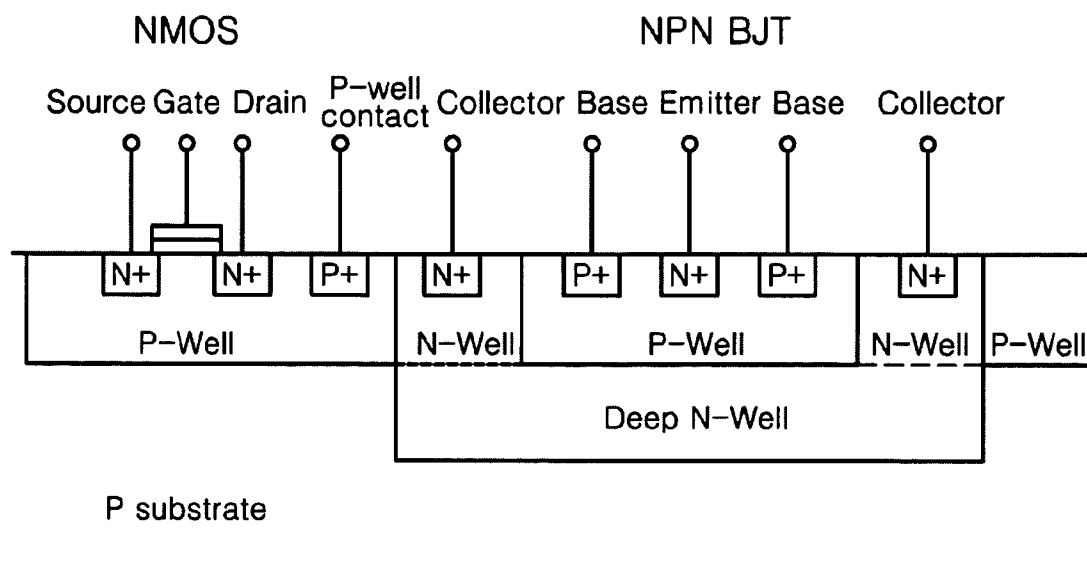 NMOS
NPN BJT
Source Gate Drain P-well contact Collector Base Emitter Base Collector
N+ N+ P+ N+ P+ N+ P+ N+
P-Well N-Well P-Well N-Well P-Well
Deep N-Well
P substrate